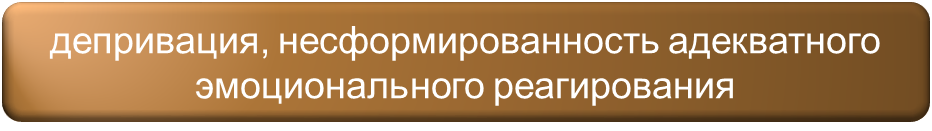 депривация, несформированность адекватного
эмоционального реагирования